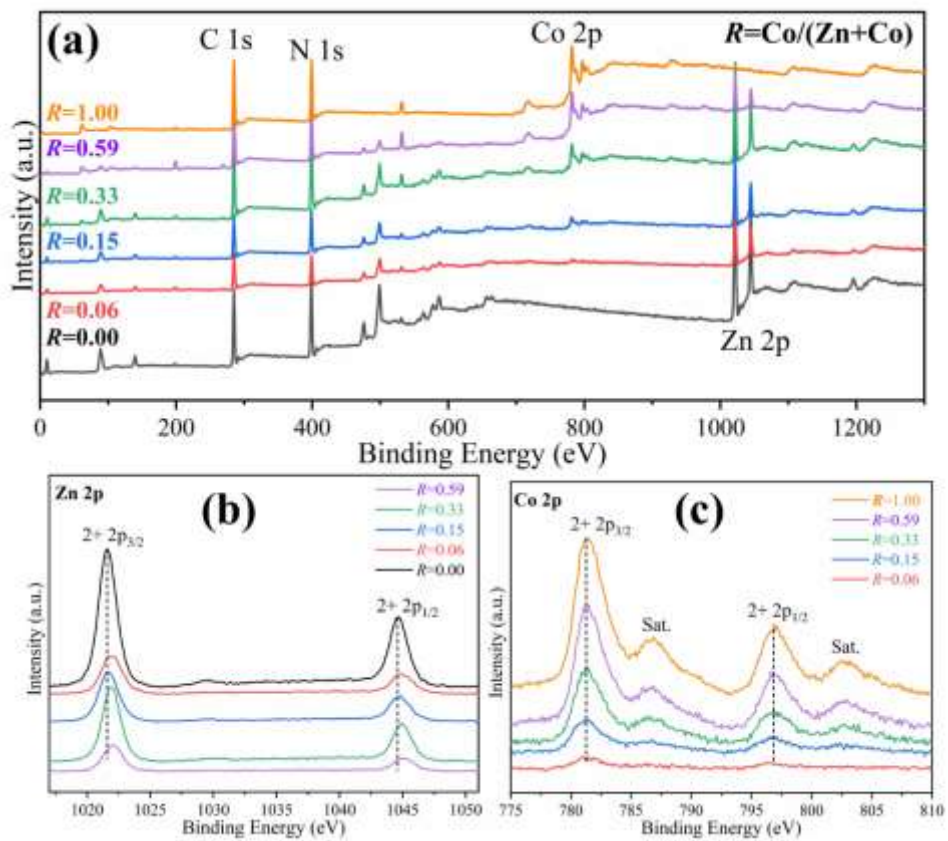 (a)
C 1s
N 1s
Co 2p
R=Co/(Zn+Co)
R=1.00
R=0.59
R=0.33
R=0.15
R=0.06
R=0.00
Zn 2p
Intensity (a.u.)
0 200 400 600 800 1000 1200
Binding Energy (eV)
Zn 2p
(b)
R=0.59
R=0.33
R=0.15
R=0.06
R=0.00
2+ 2p3/2
2+ 2p1/2
Intensity (a.u.)
1020 1025 1030 1035 1040 1045 1050
Binding Energy (eV)
Co 2p
(c)
R=1.00
R=0.59
R=0.33
R=0.15
R=0.06
2+ 2p3/2
Sat.
2+ 2p1/2
Sat.
Intensity (a.u.)
775 780 785 790 795 800 805 810
Binding Energy (eV)